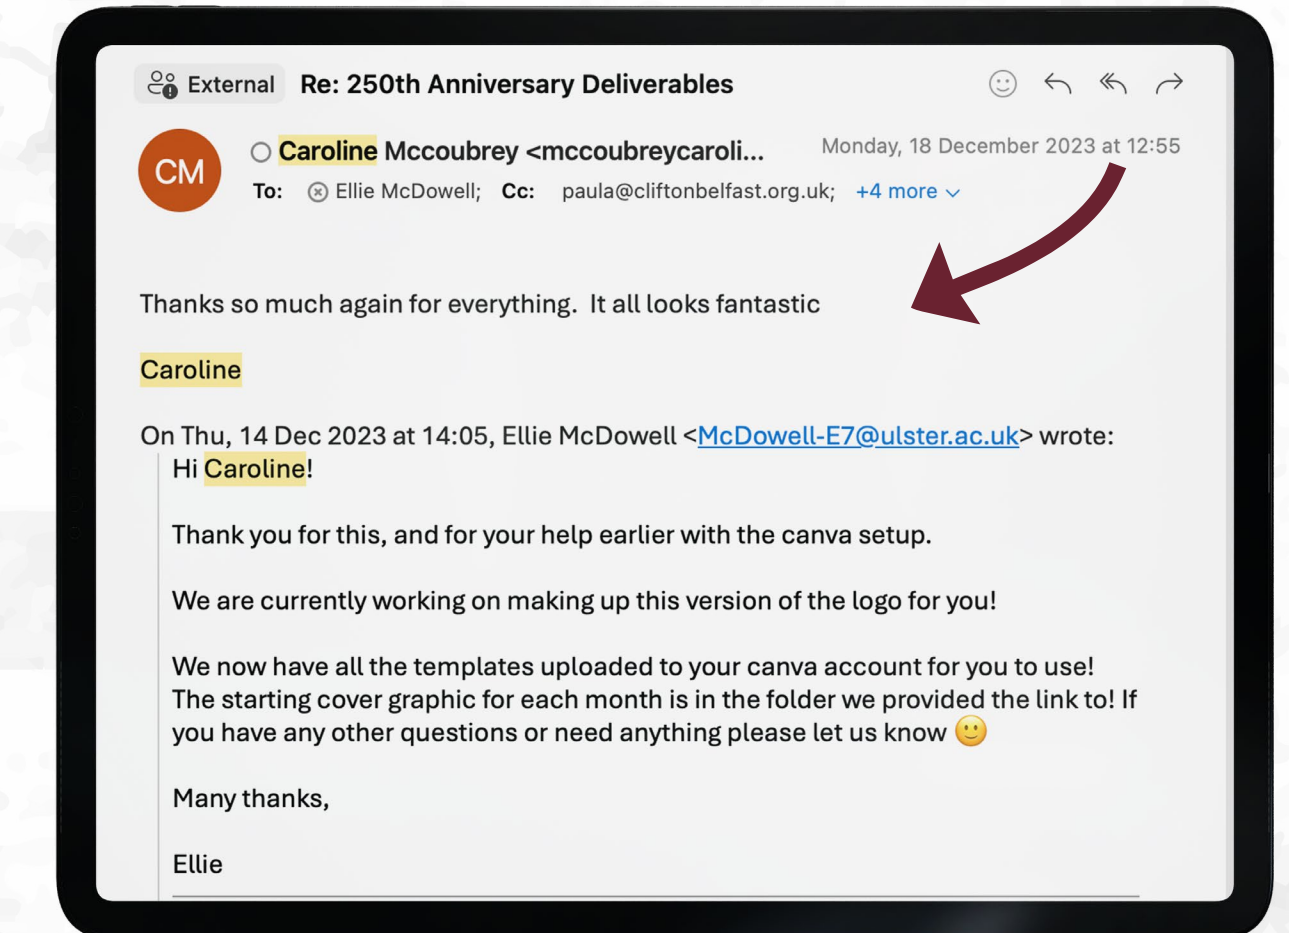 External Re: 250th Anniversary Deliverables
CM
Caroline Mccoubrey <mccoubreycaroli...
Monday, 18 December 2023 at 12:55
To: Ellie McDowell; Cc: paula@cliftonbelfast.org.uk; +4 more
Thanks so much again for everything. It all looks fantastic
Caroline
On Thu, 14 Dec 2023 at 14:05, Ellie McDowell <McDowell-E7@ulster.ac.uk> wrote:
Hi Caroline!
Thank you for this, and for your help earlier with the canva setup.
We are currently working on making up this version of the logo for you!
We now have all the templates uploaded to your canva account for you to use!
The starting cover graphic for each month is in the folder we provided the link to! If
you have any other questions or need anything please let us know 🙂
Many thanks,
Ellie